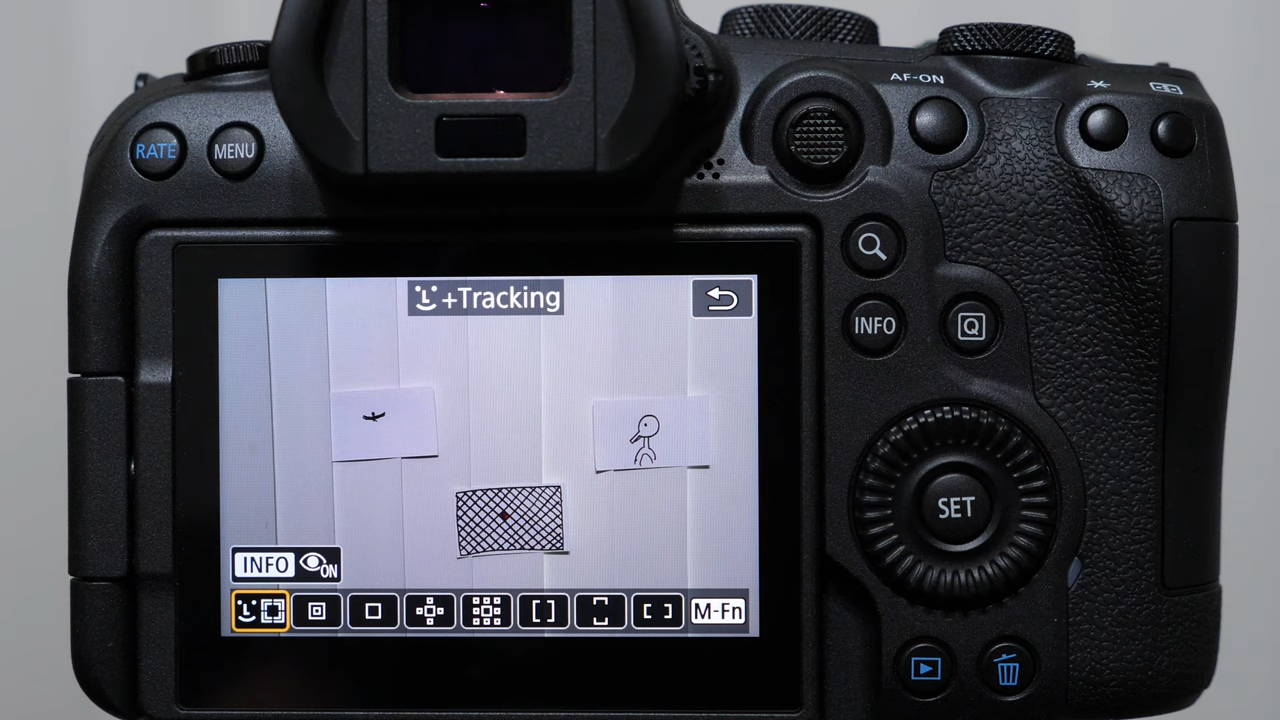 AF-ON
RATE
MENU
+Tracking
INFO
Q
SET
INFO
ON
M-Fn